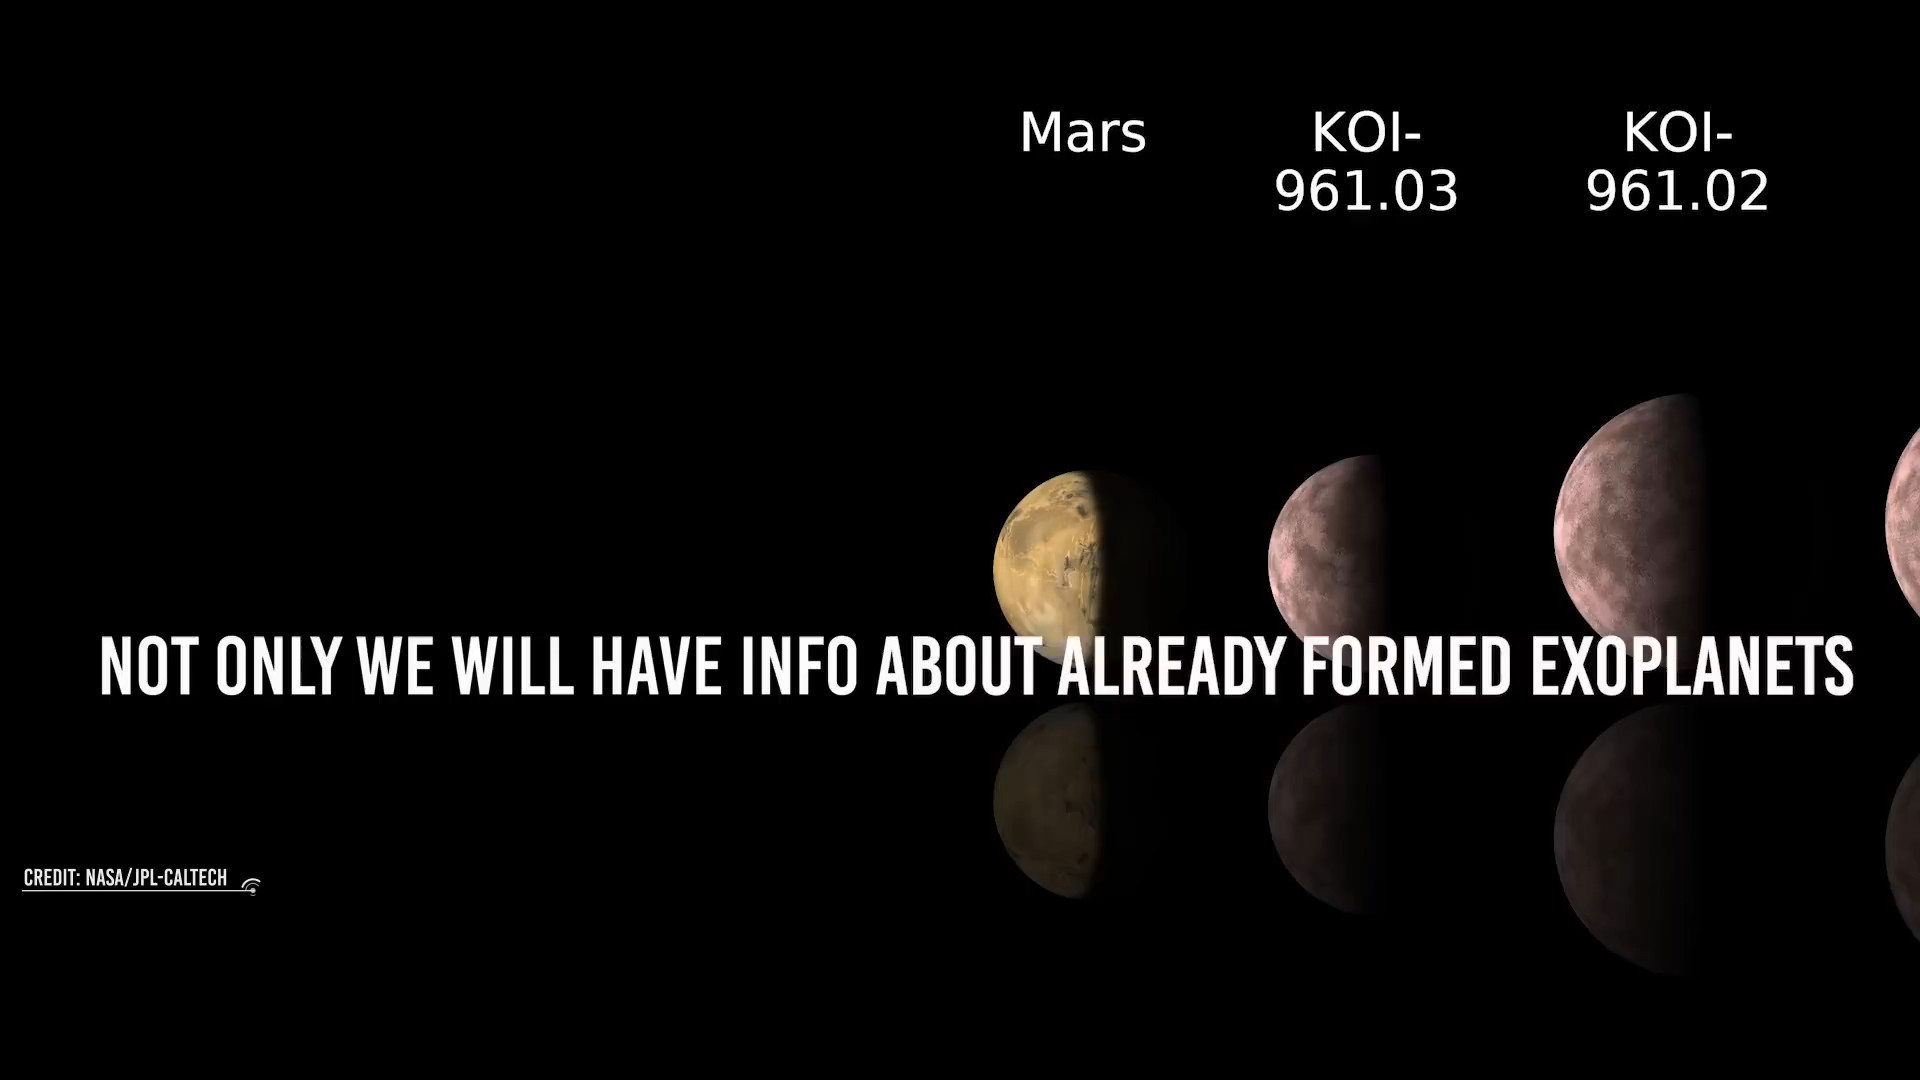 Mars
KOI-
961.03
KOI-
961.02
NOT ONLY WE WILL HAVE INFO ABOUT ALREADY FORMED EXOPLANETS
CREDIT: NASA/JPL-CALTECH